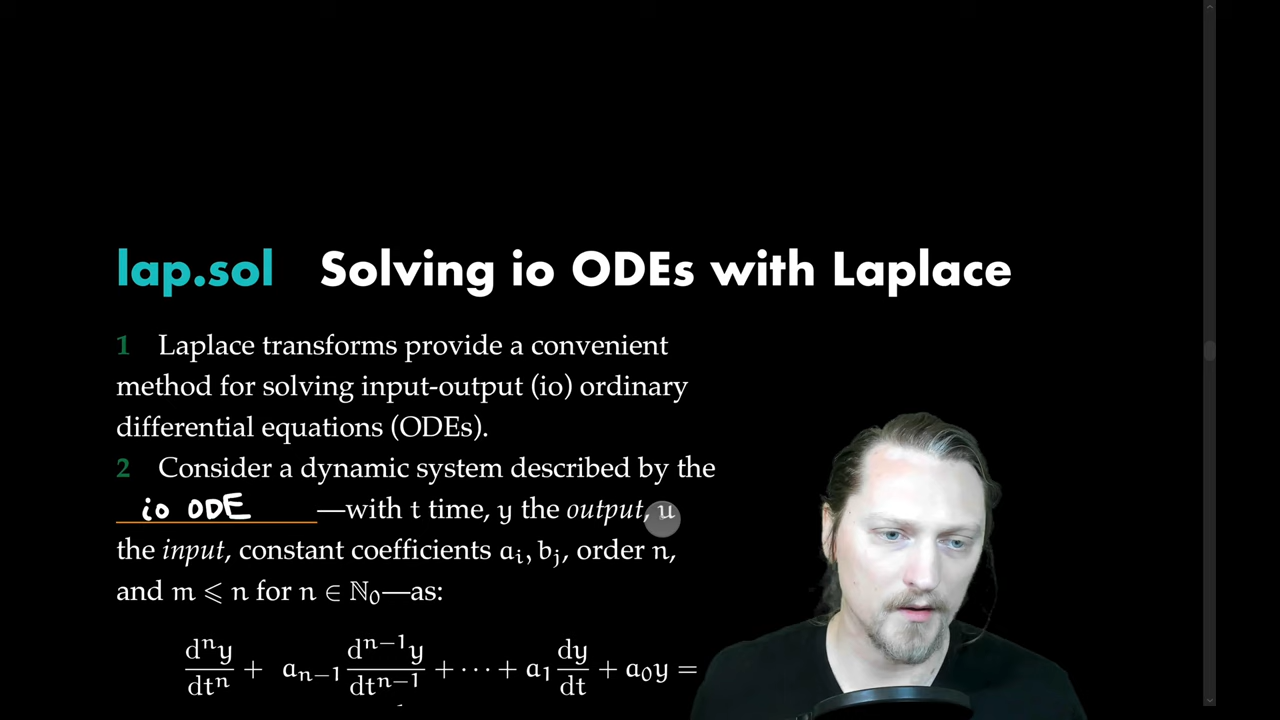 lap.sol Solving io ODEs with Laplace
1 Laplace transforms provide a convenient
method for solving input-output (io) ordinary
differential equations (ODEs).
2 Consider a dynamic system described by the
io ODE —with t time, y the output, u
the input, constant coefficients aᵢ, bⱼ, order n,
and m ⩽ n for n ∈ ℕ₀—as:
dⁿy/dtⁿ + aₙ₋₁ dⁿ⁻¹y/dtⁿ⁻¹ + ⋯ + a₁ dy/dt + a₀y =